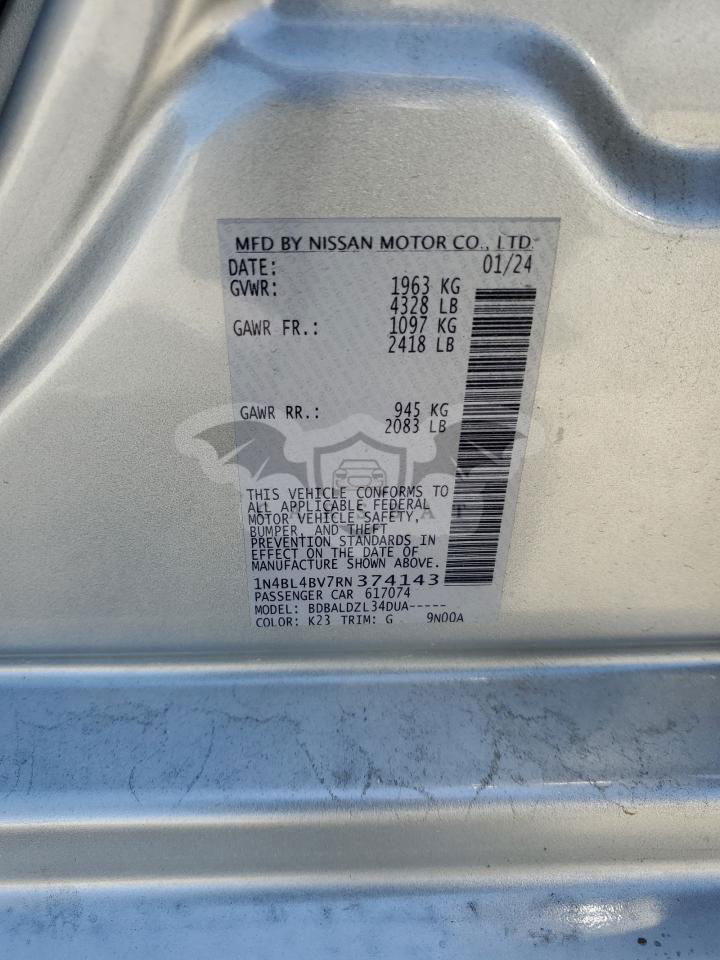 MFD BY NISSAN MOTOR CO., LTD.
DATE: 01/24
GVWR: 1963 KG
4328 LB
GAWR FR.: 1097 KG
2418 LB
GAWR RR.: 945 KG
2083 LB
THIS VEHICLE CONFORMS TO
ALL APPLICABLE FEDERAL
MOTOR VEHICLE SAFETY,
BUMPER, AND THEFT
PREVENTION STANDARDS IN
EFFECT ON THE DATE OF
MANUFACTURE SHOWN ABOVE.
1N4BL4BV7RN374143
PASSENGER CAR 617074
MODEL: BDBALDZL34DUA-----
COLOR: K23 TRIM: G 9N00A